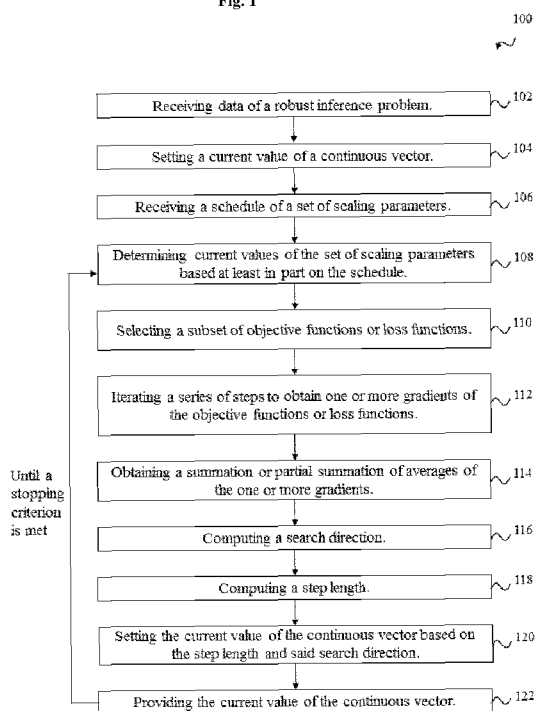 Fig. 1
100
Receiving data of a robust inference problem.
102
Setting a current value of a continuous vector.
104
Receiving a schedule of a set of scaling parameters.
106
Determining current values of the set of scaling parameters
based at least in part on the schedule.
108
Selecting a subset of objective functions or loss functions.
110
Iterating a series of steps to obtain one or more gradients of
the objective functions or loss functions.
112
Obtaining a summation or partial summation of averages of
the one or more gradients.
114
Until a
stopping
criterion
is met
Computing a search direction.
116
Computing a step length.
118
Setting the current value of the continuous vector based on
the step length and said search direction.
120
Providing the current value of the continuous vector.
122